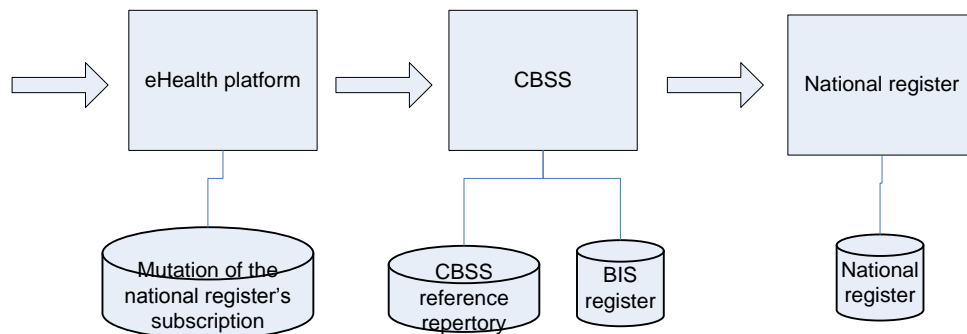 eHealth platform
CBSS
National register
Mutation of the
national register's
subscription
CBSS
reference
repertory
BIS
register
National
register